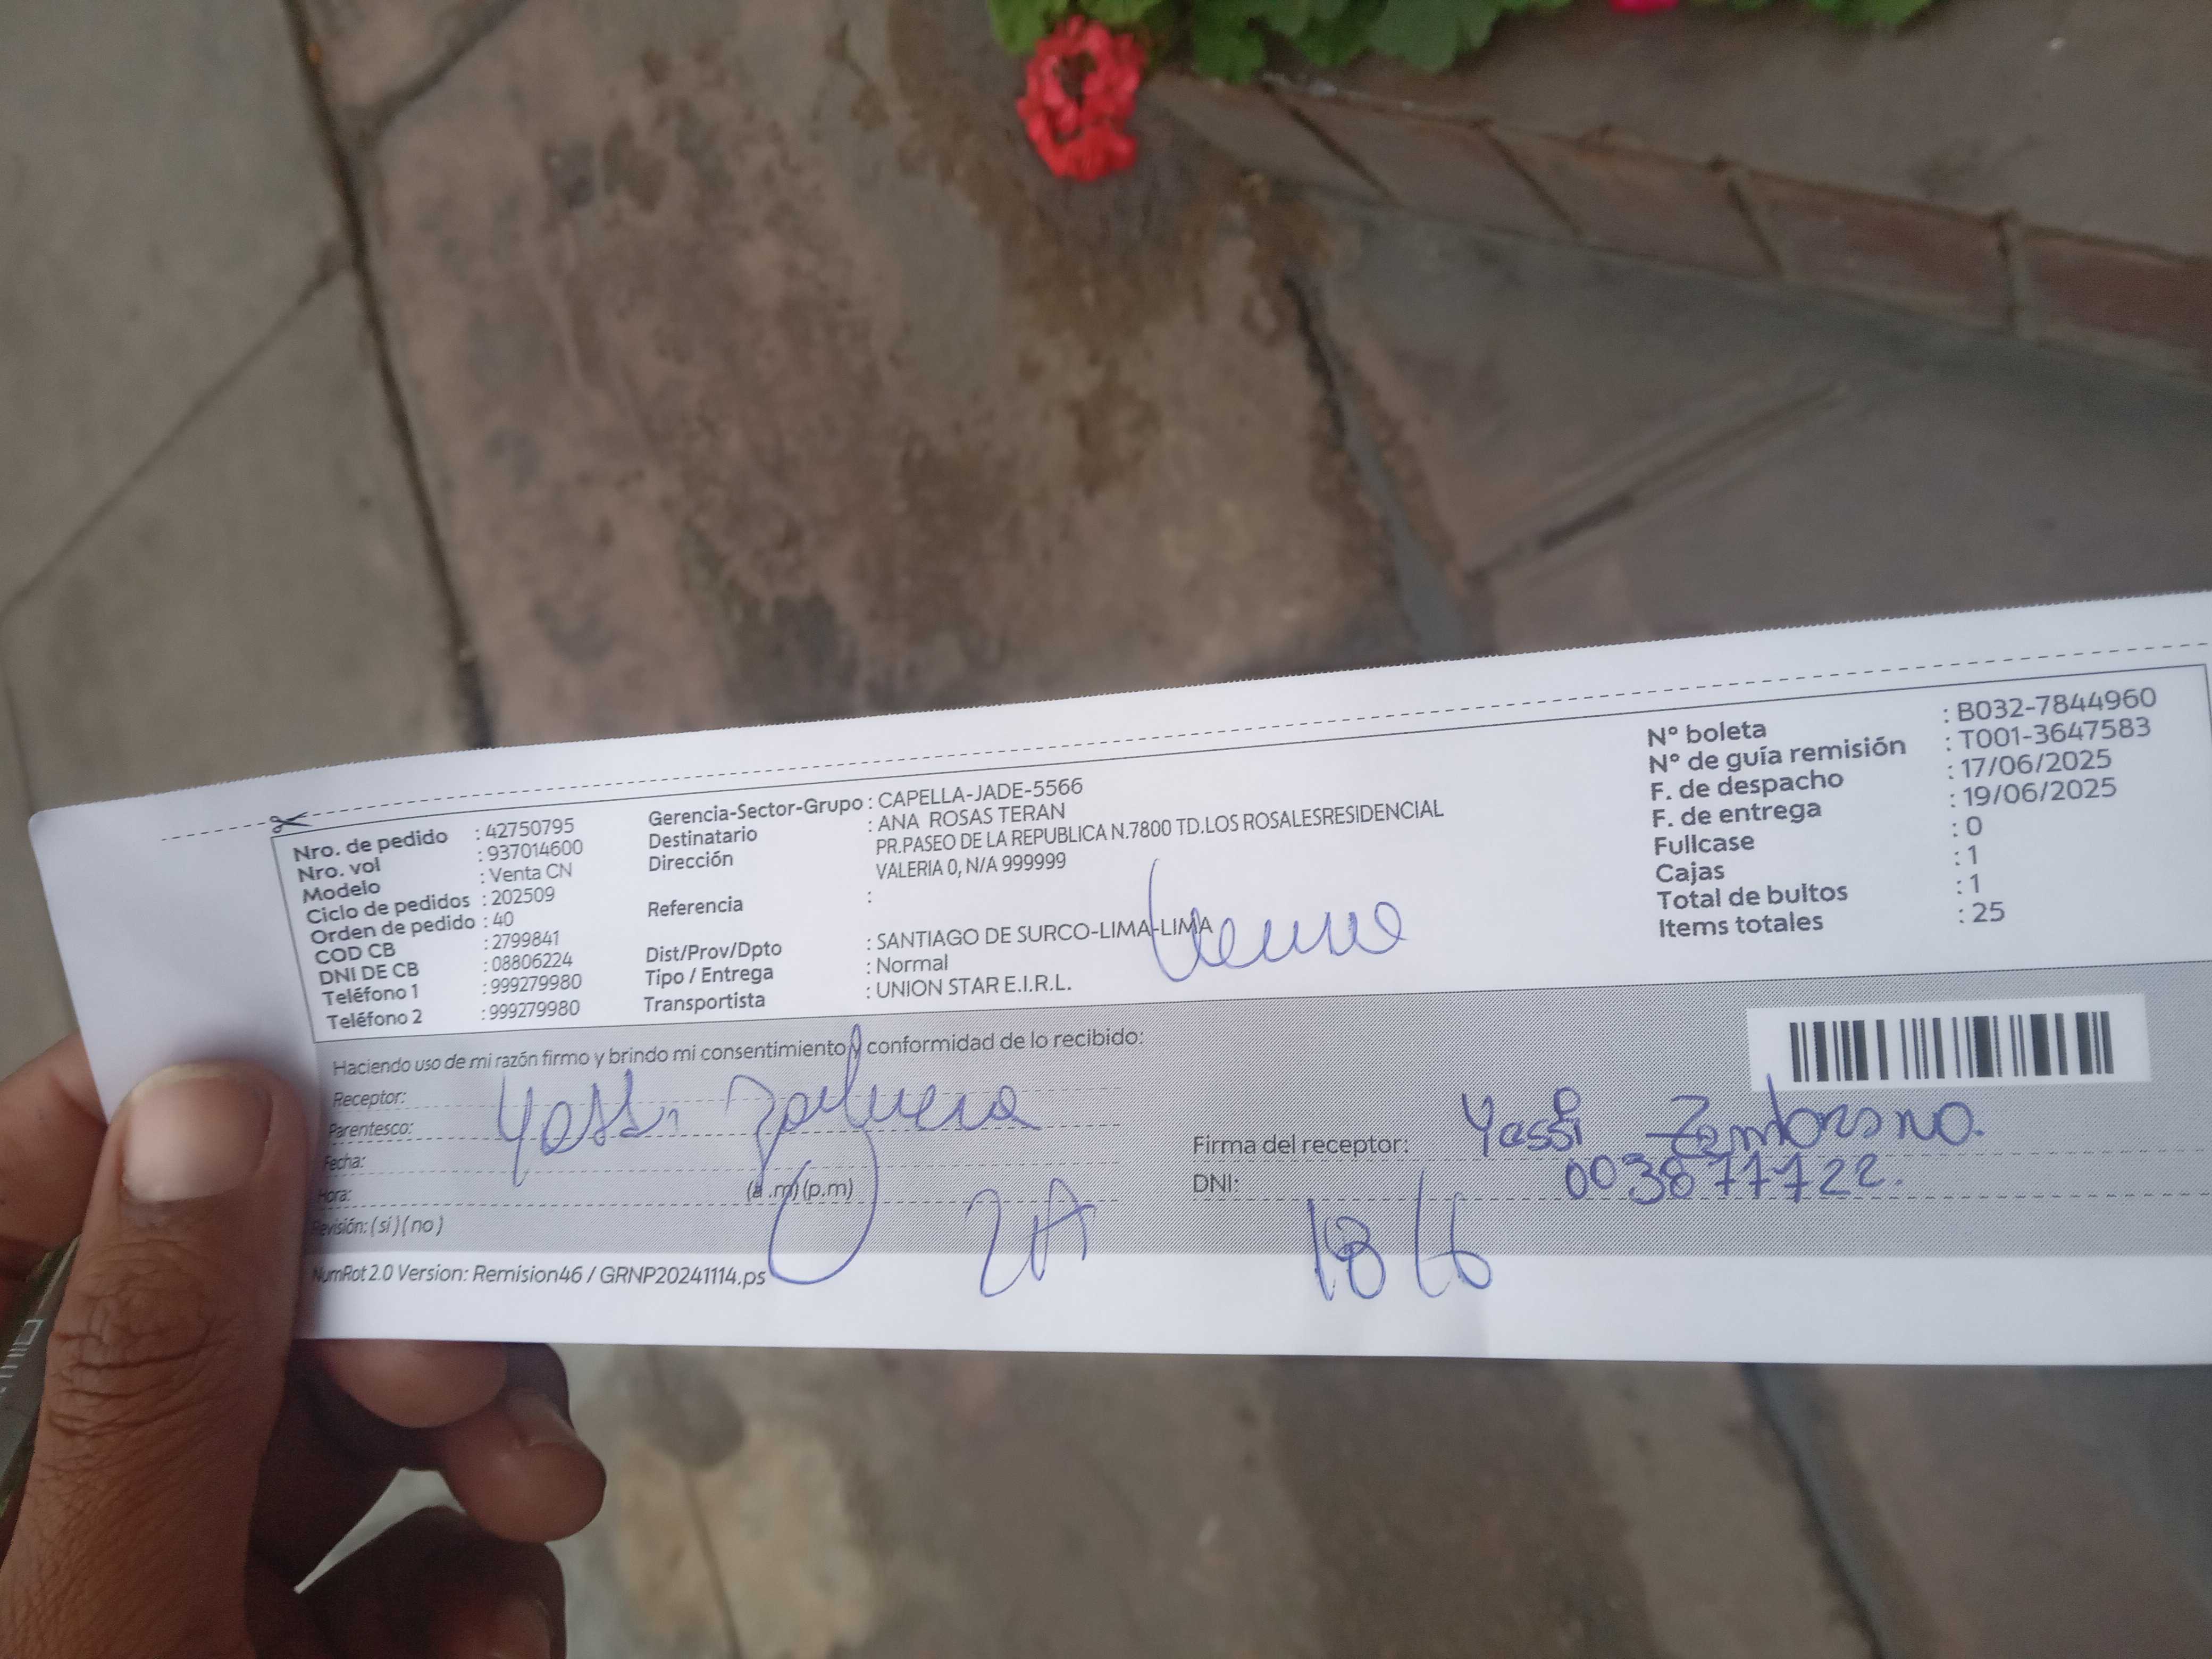 Nro. de pedido : 42750795
Nro. vol : 937014600
Modelo : Venta CN
Ciclo de pedidos : 202509
Orden de pedido : 40
COD CB : 2799841
DNI DE CB : 08806224
Teléfono 1 : 999279980
Teléfono 2 : 999279980
Gerencia-Sector-Grupo : CAPELLA-JADE-5566
Destinatario : ANA ROSAS TERAN
Dirección PR.PASEO DE LA REPUBLICA N.7800 TD.LOS ROSALESRESIDENCIAL
VALERIA 0, N/A 999999
Referencia :
Dist/Prov/Dpto : SANTIAGO DE SURCO-LIMA-LIMA
Tipo / Entrega : Normal
Transportista : UNION STAR E.I.R.L.
N° boleta : B032-7844960
N° de guía remisión : T001-3647583
F. de despacho : 17/06/2025
F. de entrega : 19/06/2025
Fullcase : 0
Cajas : 1
Total de bultos : 1
Items totales : 25
Haciendo uso de mi razón firmo y brindo mi consentimiento y conformidad de lo recibido:
Receptor:
Parentesco:
Fecha:
Hora: (a .m) (p.m)
Revisión: ( si ) ( no )
Firma del receptor: Yassi Zambrano.
DNI: 003877722.
18/6
NumRot 2.0 Version: Remision46 / GRNP20241114.ps